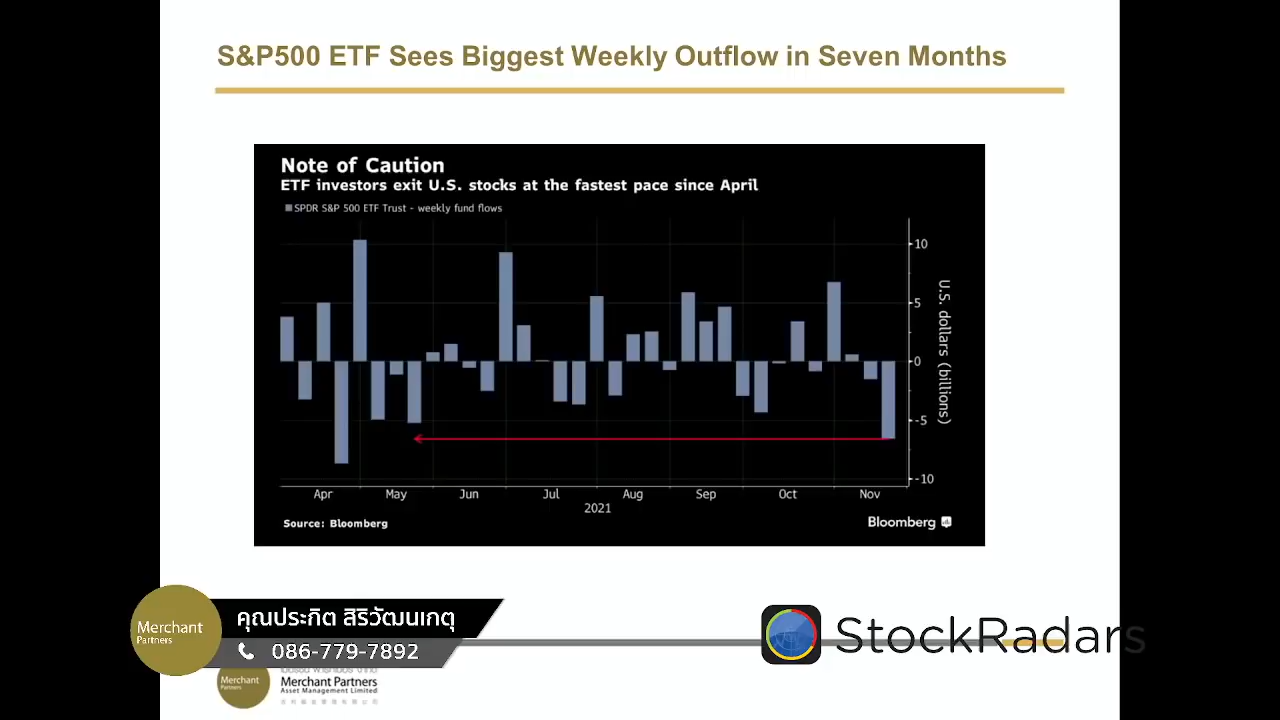 S&P500 ETF Sees Biggest Weekly Outflow in Seven Months
Note of Caution
ETF investors exit U.S. stocks at the fastest pace since April
SPDR S&P 500 ETF Trust - weekly fund flows
10
5
0
-5
-10
U.S. dollars (billions)
Apr May Jun Jul Aug Sep Oct Nov
2021
Source: Bloomberg
Bloomberg
Merchant
Partners
คุณประกิต สิริวัฒนเกตุ
086-779-7892
StockRadars
Merchant
Partners
Merchant Partners
Asset Management Limited